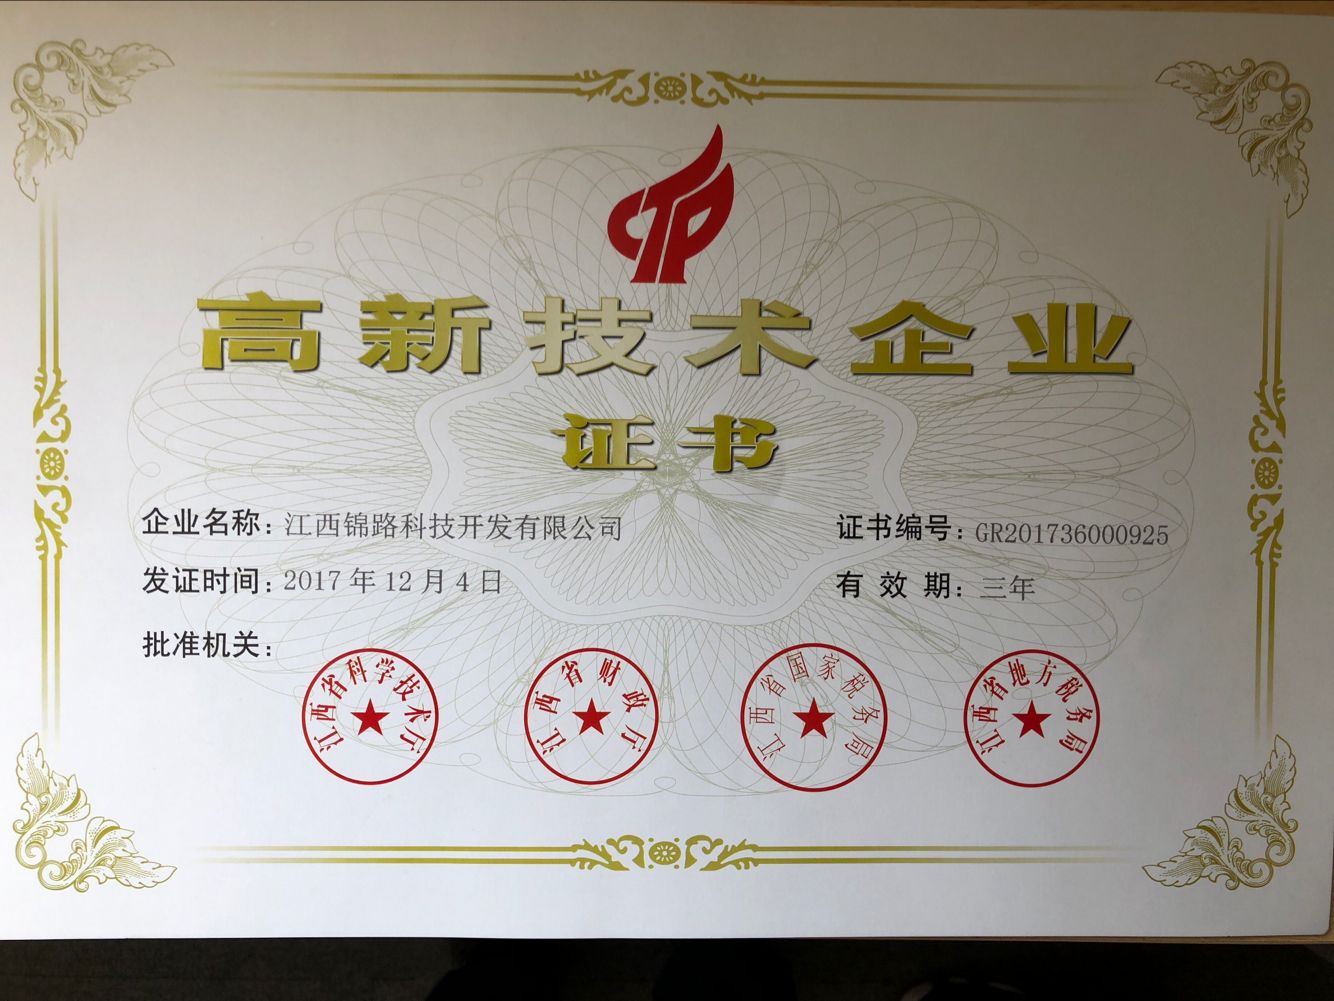 高新技术企业
证书
企业名称：江西锦路科技开发有限公司
证书编号：GR201736000925
发证时间：2017 年 12 月 4 日
有 效 期：三年
批准机关：
江西省科学技术厅
江西省财政厅
江西省国家税务局
江西省地方税务局